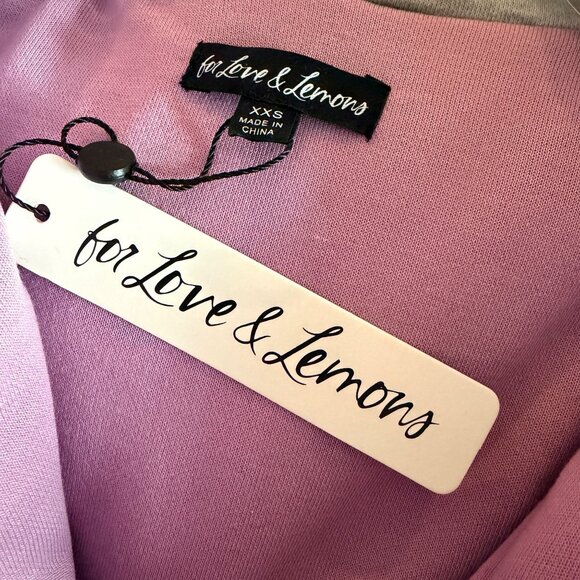 for Love & Lemons
XXS
MADE IN
CHINA
for Love & Lemons